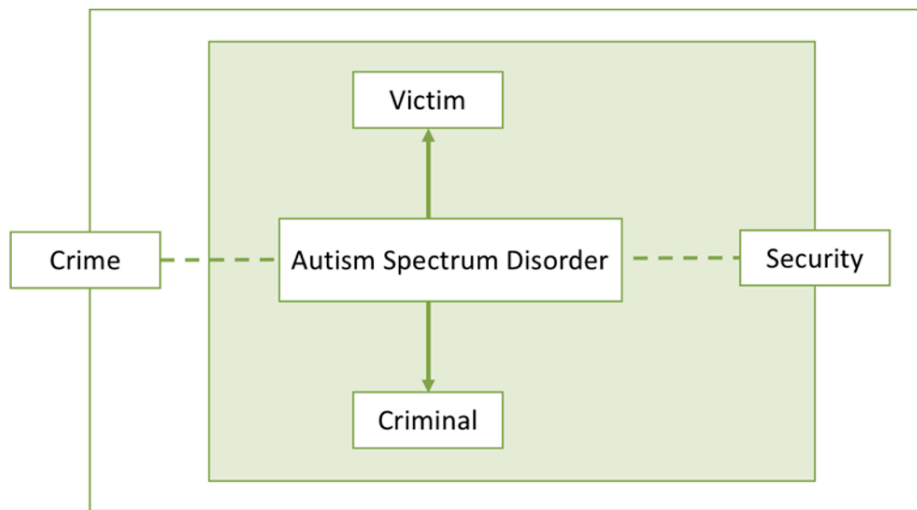 Victim
Crime
Autism Spectrum Disorder
Security
Criminal